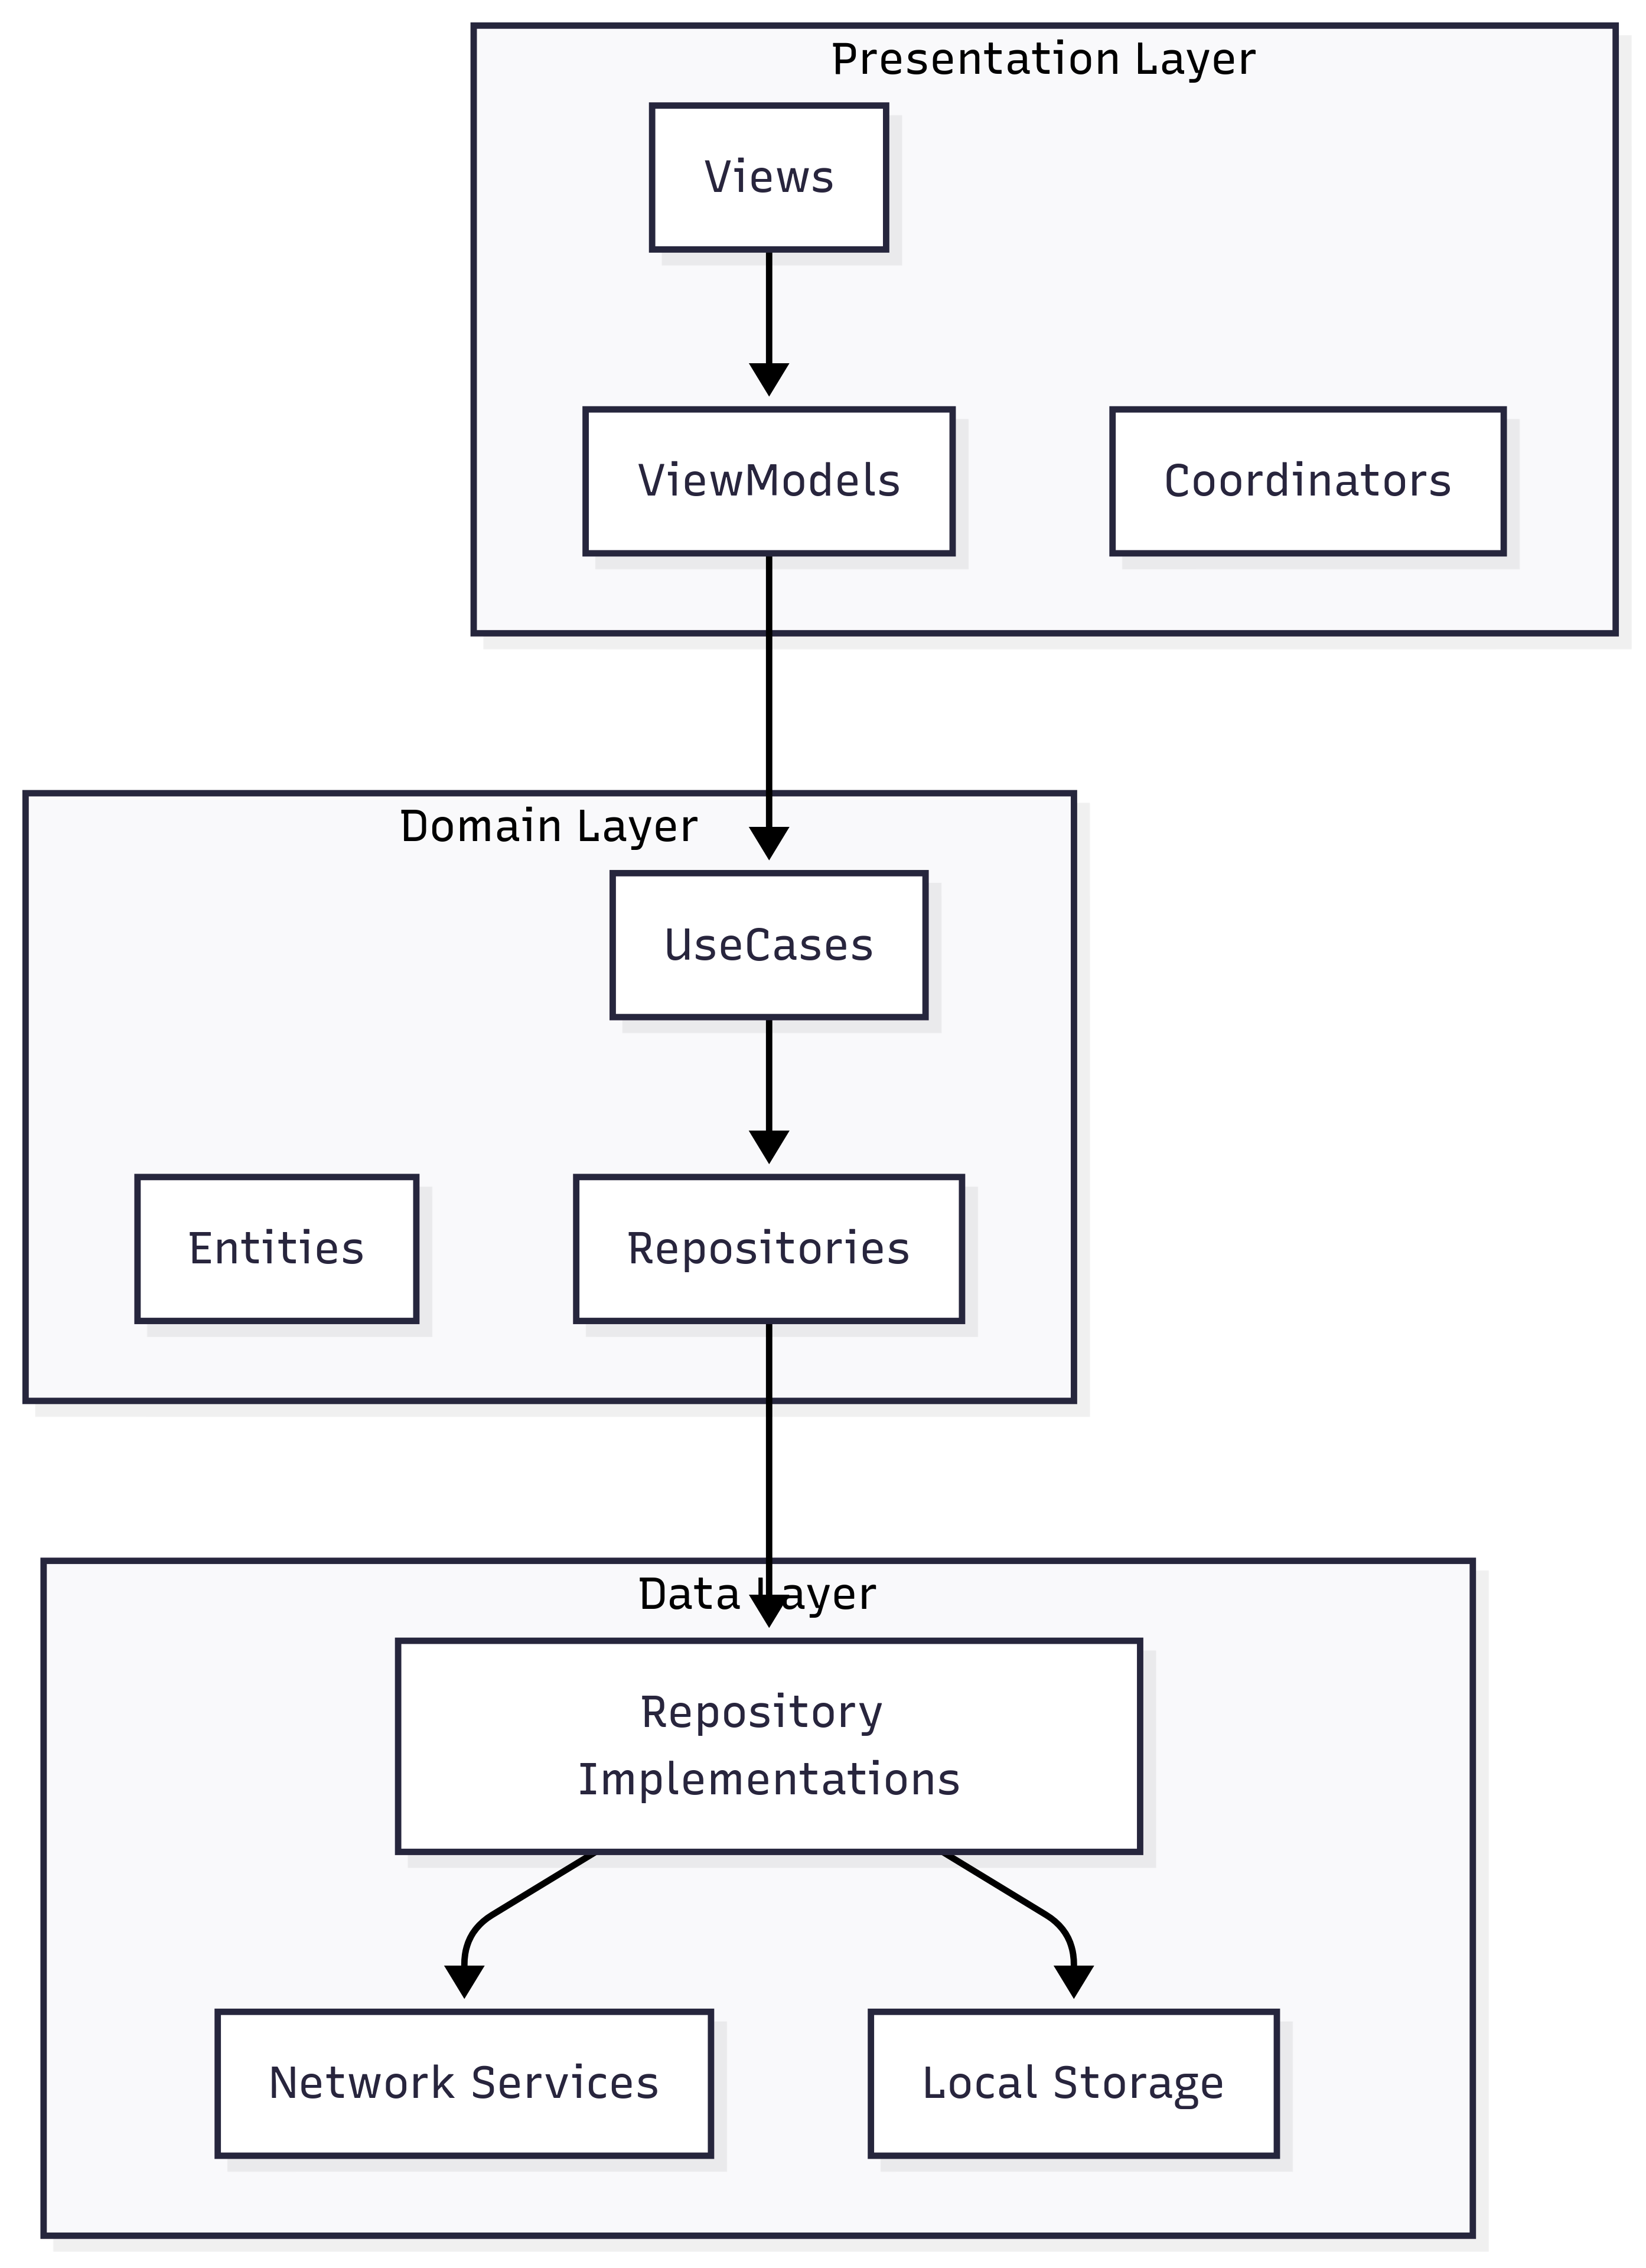 Presentation Layer
Views
ViewModels
Coordinators
Domain Layer
UseCases
Entities
Repositories
Data Layer
Repository
Implementations
Network Services
Local Storage